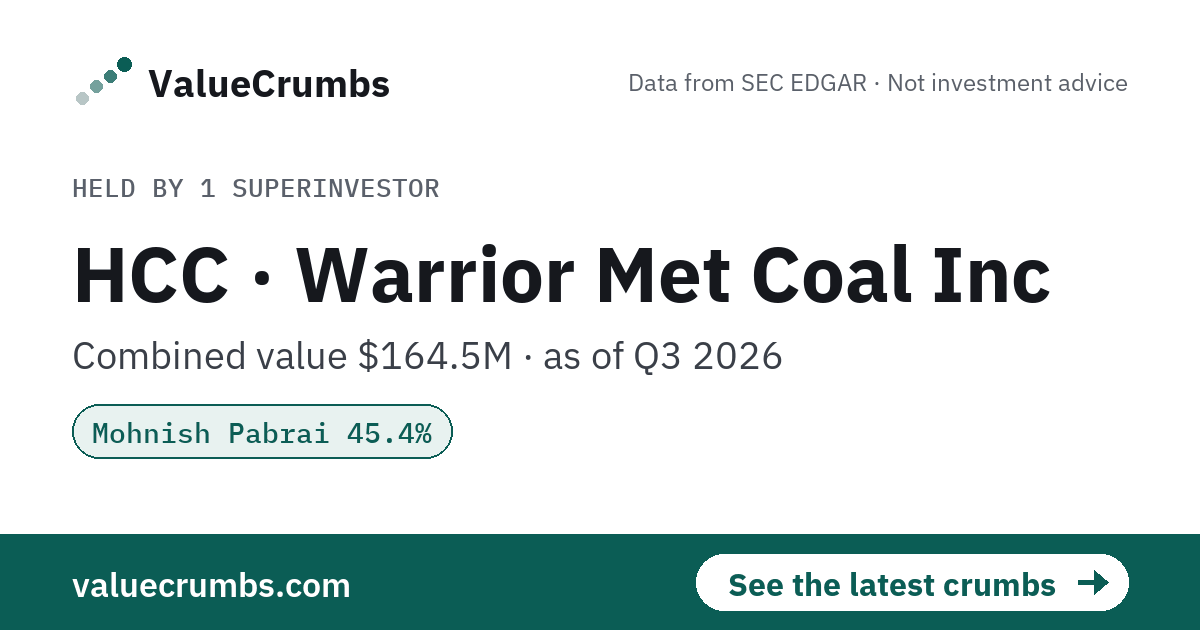 ValueCrumbs
Data from SEC EDGAR · Not investment advice
HELD BY 1 SUPERINVESTOR
HCC · Warrior Met Coal Inc
Combined value $164.5M · as of Q3 2026
Mohnish Pabrai 45.4%
valuecrumbs.com
See the latest crumbs →